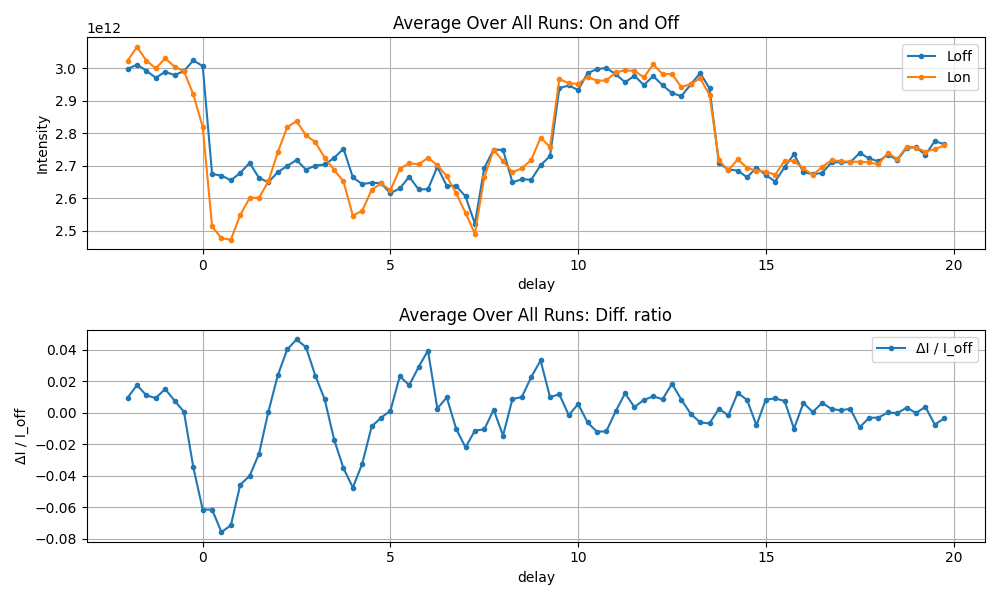 Average Over All Runs: On and Off
1e12
Loff
Lon
3.0
2.9
2.8
2.7
2.6
2.5
Intensity
0
5
10
15
20
delay
Average Over All Runs: Diff. ratio
ΔI / I_off
0.04
0.02
0.00
−0.02
−0.04
−0.06
−0.08
ΔI / I_off
0
5
10
15
20
delay